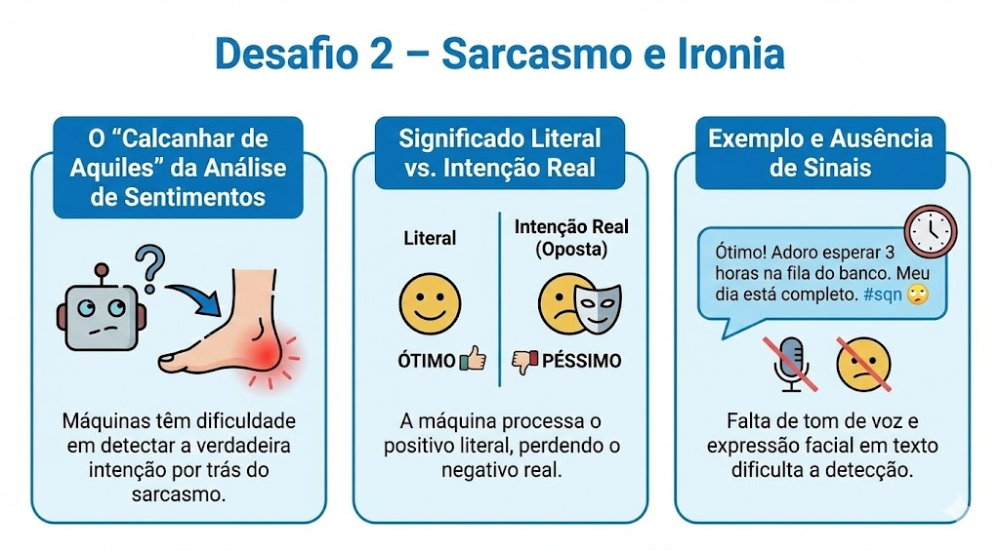 Desafio 2 – Sarcasmo e Ironia
O “Calcanhar de
Aquiles” da Análise
de Sentimentos
Máquinas têm dificuldade
em detectar a verdadeira
intenção por trás do
sarcasmo.
Significado Literal
vs. Intenção Real
Literal
ÓTIMO
Intenção Real
(Oposta)
PÉSSIMO
A máquina processa o
positivo literal, perdendo o
negativo real.
Exemplo e Ausência
de Sinais
Ótimo! Adoro esperar 3
horas na fila do banco. Meu
dia está completo. #sqn 🙄
Falta de tom de voz e
expressão facial em texto
dificulta a detecção.